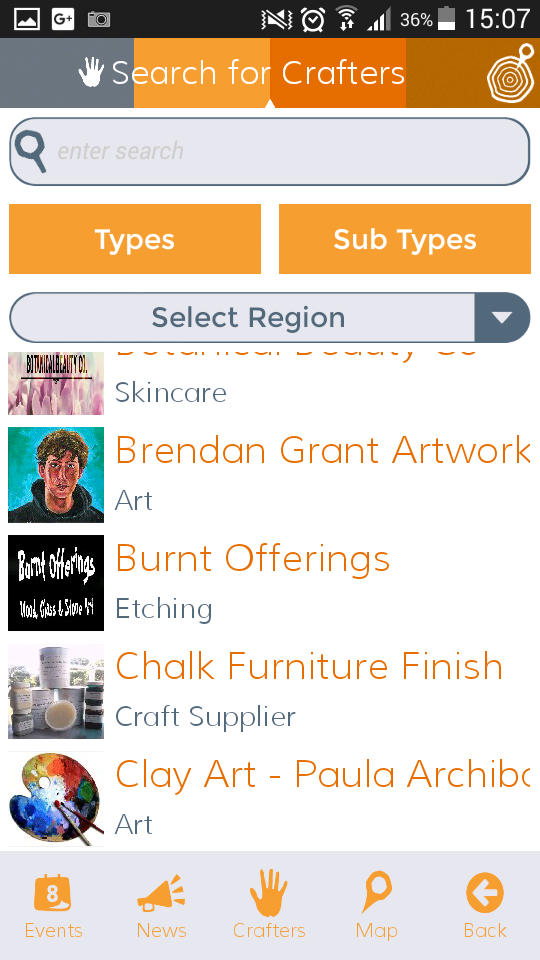 36% 15:07
Search for Crafters
enter search
Types
Sub Types
Select Region
Botanical Beauty Co
BOTANICALBEAUTY CO.
Skincare
Brendan Grant Artwork
Art
Burnt Offerings
Wood, Glass & Stone Art
Burnt Offerings
Etching
Chalk Furniture Finish
Craft Supplier
Clay Art - Paula Archibo
Art
8
Events
News
Crafters
Map
Back